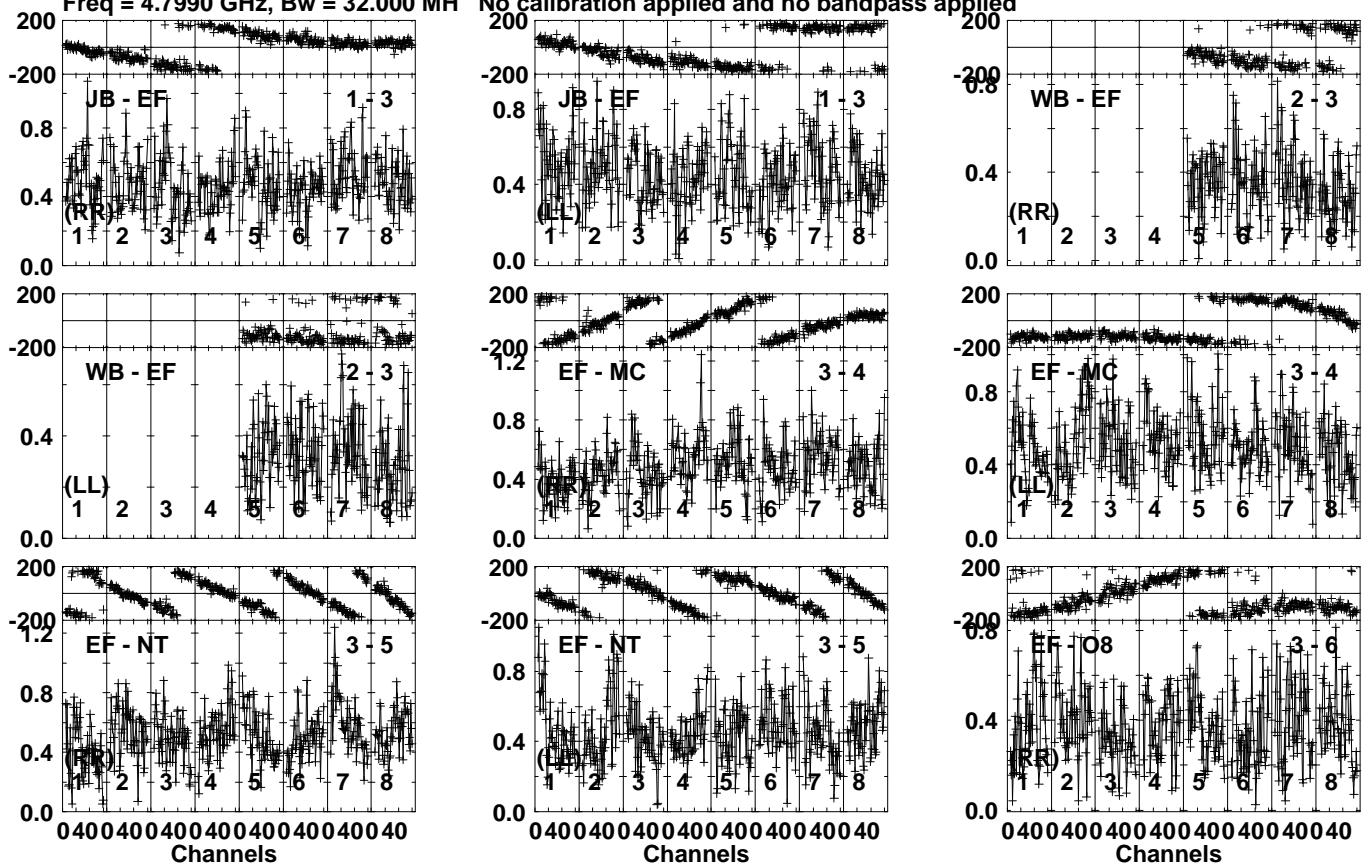 Freq = 4.7990 GHz, Bw = 32.000 MH No calibration applied and no bandpass applied
200
-200
JB - EF 1 - 3
0.8
0.4
(RR)
1 2 3 4 5 6 7 8
0.0
200
-200
JB - EF 1 - 3
0.8
0.4
(LL)
1 2 3 4 5 6 7 8
0.0
200
-200
0.8
WB - EF 2 - 3
0.4
(RR)
1 2 3 4 5 6 7 8
0.0
200
-200
WB - EF 2 - 3
0.4
(LL)
1 2 3 4 5 6 7 8
0.0
200
-200
1.2
EF - MC 3 - 4
0.8
0.4
(RR)
1 2 3 4 5 6 7 8
0.0
200
-200
EF - MC 3 - 4
0.8
0.4
(LL)
1 2 3 4 5 6 7 8
0.0
200
-200
1.2
EF - NT 3 - 5
0.8
0.4
(RR)
1 2 3 4 5 6 7 8
0.0
0 40 0 40 0 40 0 40 0 40 0 40 0 40 0 40
Channels
200
-200
EF - NT 3 - 5
0.8
0.4
(LL)
1 2 3 4 5 6 7 8
0.0
0 40 0 40 0 40 0 40 0 40 0 40 0 40 0 40
Channels
200
-200
0.8
EF - O8 3 - 6
0.4
(RR)
1 2 3 4 5 6 7 8
0.0
0 40 0 40 0 40 0 40 0 40 0 40 0 40 0 40
Channels